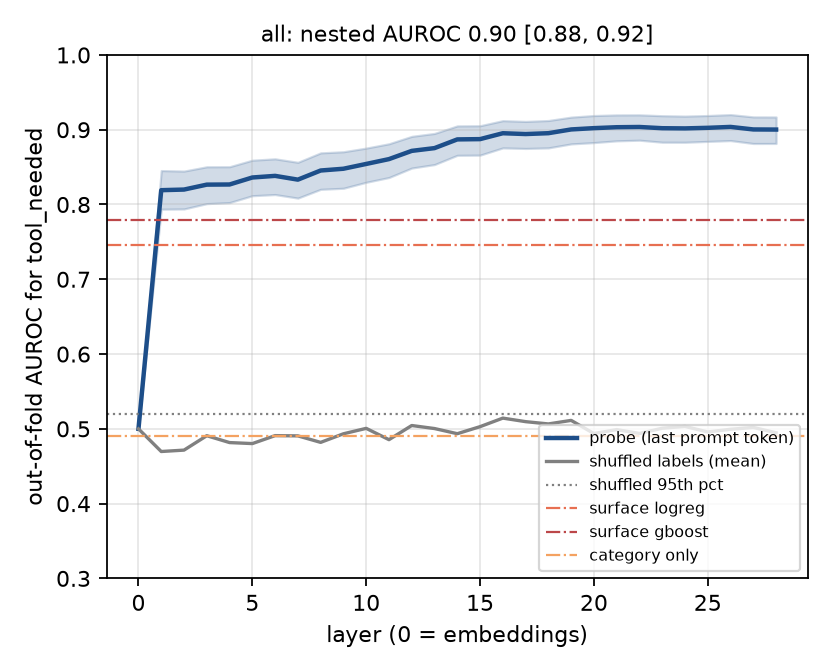 all: nested AUROC 0.90 [0.88, 0.92]
out-of-fold AUROC for tool_needed
1.0
0.9
0.8
0.7
0.6
0.5
0.4
0.3
probe (last prompt token)
shuffled labels (mean)
shuffled 95th pct
surface logreg
surface gboost
category only
0 5 10 15 20 25
layer (0 = embeddings)